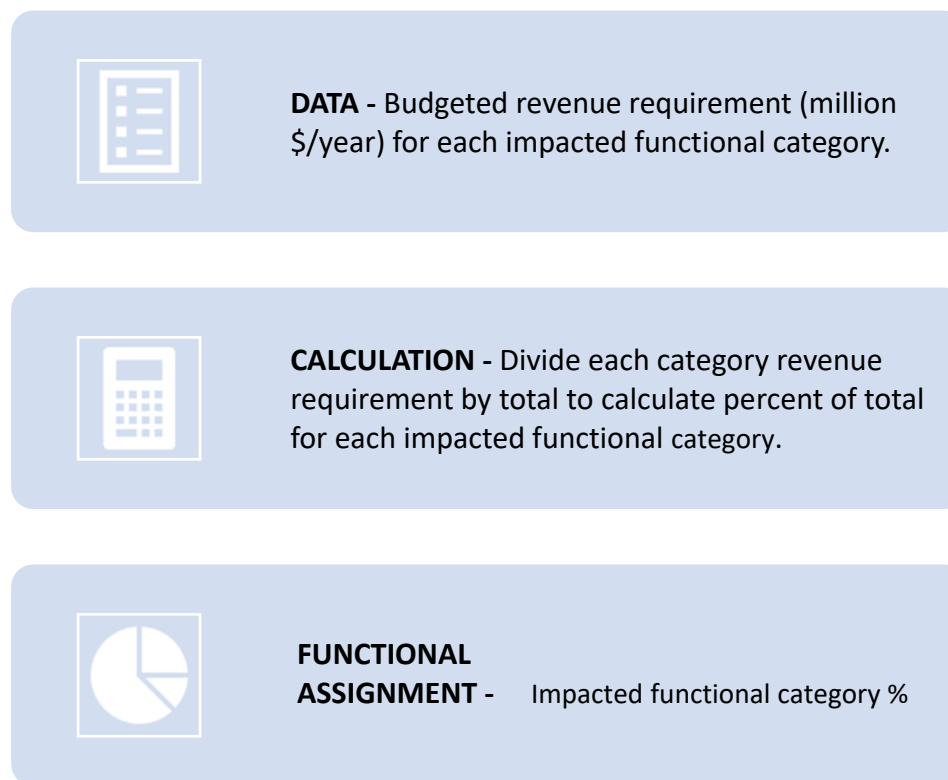 DATA - Budgeted revenue requirement (million
$/year) for each impacted functional category.
CALCULATION - Divide each category revenue
requirement by total to calculate percent of total
for each impacted functional category.
FUNCTIONAL
ASSIGNMENT - Impacted functional category %